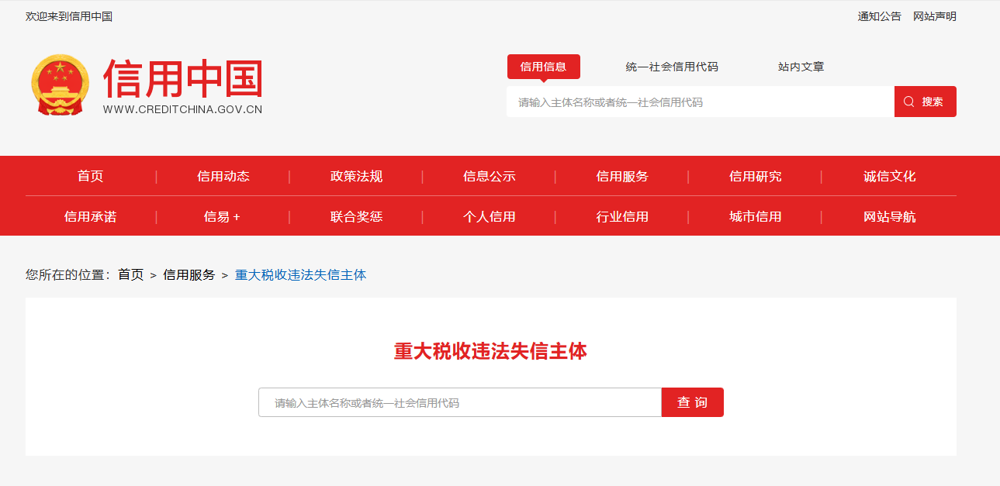 欢迎来到信用中国 通知公告 网站声明
信用中国
WWW.CREDITCHINA.GOV.CN
信用信息 统一社会信用代码 站内文章
请输入主体名称或者统一社会信用代码 搜索
首页 | 信用动态 | 政策法规 | 信息公示 | 信用服务 | 信用研究 | 诚信文化
信用承诺 | 信易 + | 联合奖惩 | 个人信用 | 行业信用 | 城市信用 | 网站导航
您所在的位置：首页 > 信用服务 > 重大税收违法失信主体
重大税收违法失信主体
请输入主体名称或者统一社会信用代码 查 询